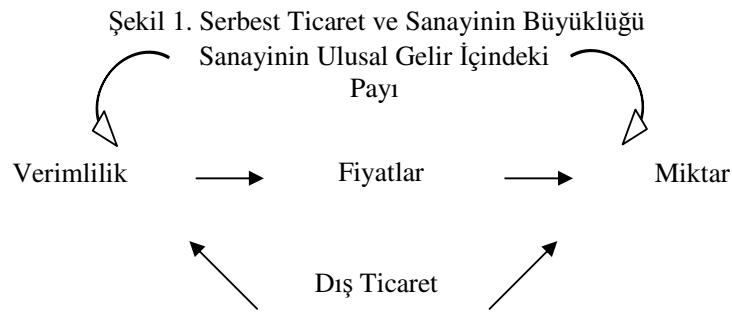 Şekil 1. Serbest Ticaret ve Sanayinin Büyüklüğü
Sanayinin Ulusal Gelir İçindeki
Payı
Verimlilik Fiyatlar Miktar
Dış Ticaret